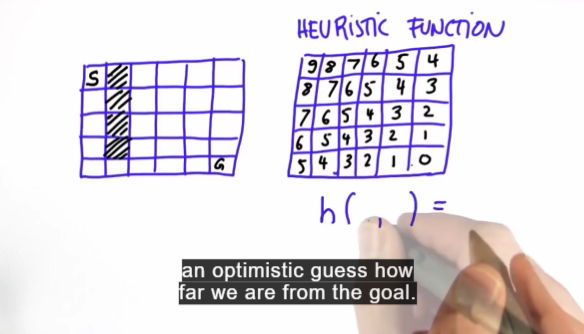 HEURISTIC FUNCTION
S
G
9 8 7 6 5 4
8 7 6 5 4 3
7 6 5 4 3 2
6 5 4 3 2 1
5 4 3 2 1 0
h( , ) =
an optimistic guess how
far we are from the goal.